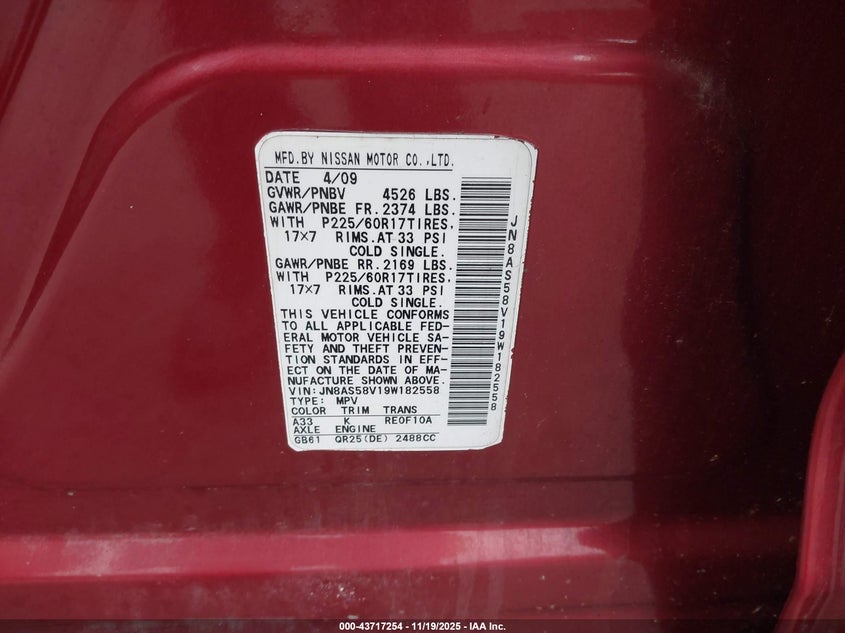 MFD.BY NISSAN MOTOR CO.,LTD.
DATE 4/09
GVWR/PNBV 4526 LBS.
GAWR/PNBE FR.2374 LBS.
WITH P225/60R17TIRES,
17×7 RIMS.AT 33 PSI
COLD SINGLE.
GAWR/PNBE RR.2169 LBS.
WITH P225/60R17TIRES,
17×7 RIMS.AT 33 PSI
COLD SINGLE.
THIS VEHICLE CONFORMS
TO ALL APPLICABLE FED-
ERAL MOTOR VEHICLE SA-
FETY AND THEFT PREVEN-
TION STANDARDS IN EFF-
ECT ON THE DATE OF MA-
NUFACTURE SHOWN ABOVE.
VIN:JN8AS58V19W182558
TYPE: MPV
COLOR TRIM TRANS
A33 K RE0F10A
AXLE ENGINE
GB61 QR25(DE) 2488CC
JN8AS58V19W182558
000-43717254 | 11/19/2025 - IAA Inc.